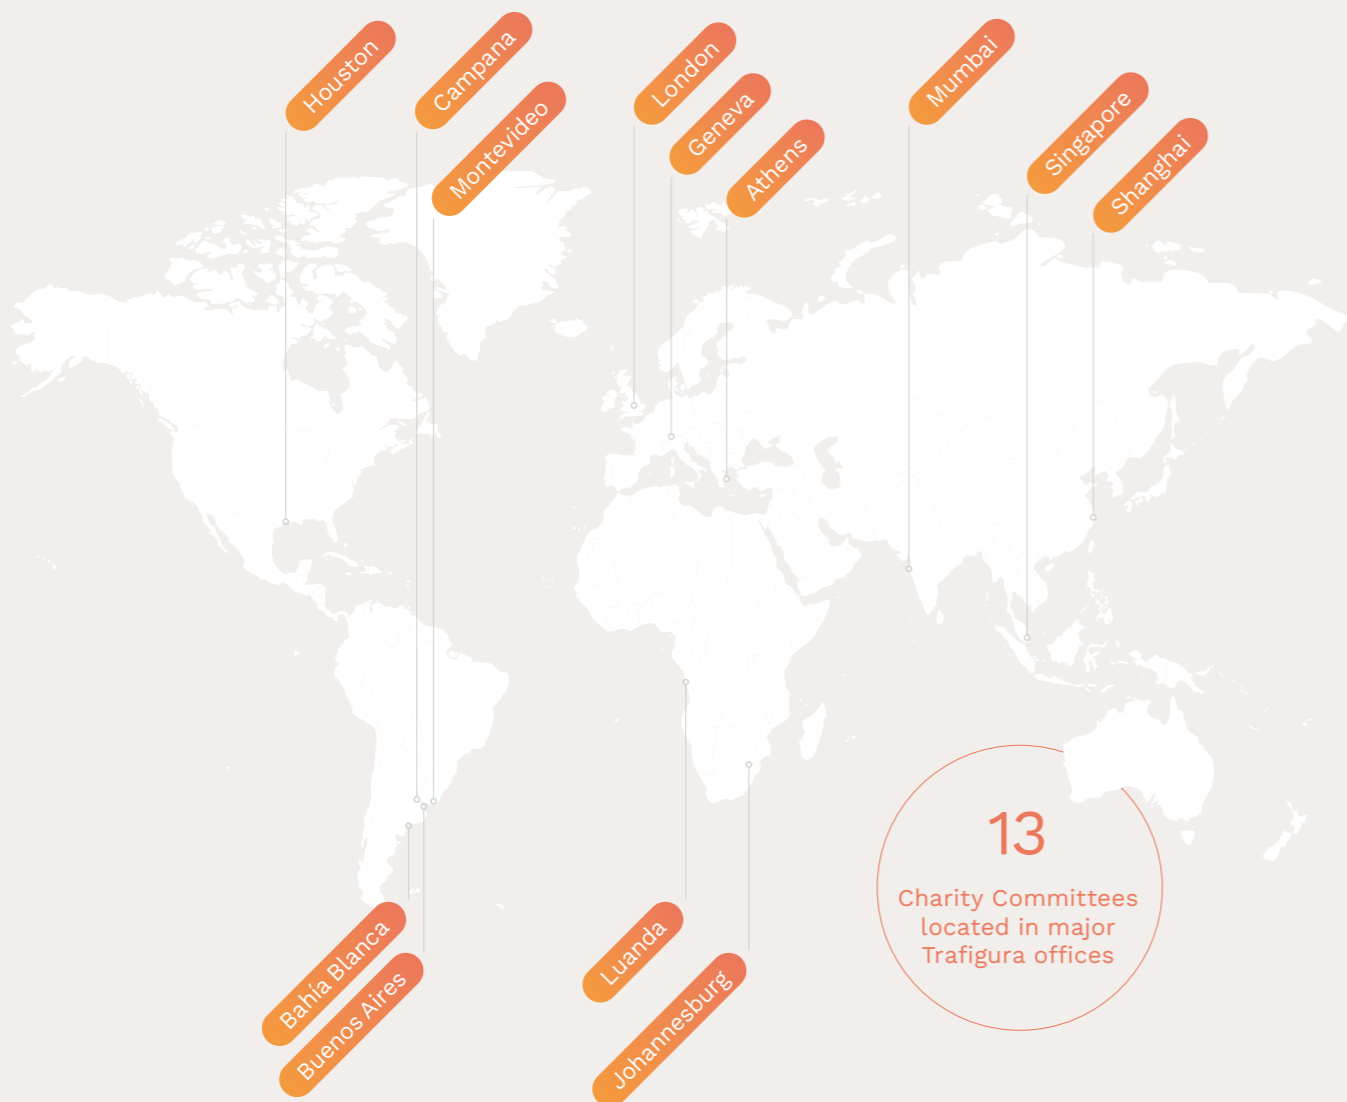 Houston
Campana
Montevideo
London
Geneva
Athens
Mumbai
Singapore
Shanghai
13
Charity Committees
located in major
Trafigura offices
Bahía Blanca
Buenos Aires
Luanda
Johannesburg